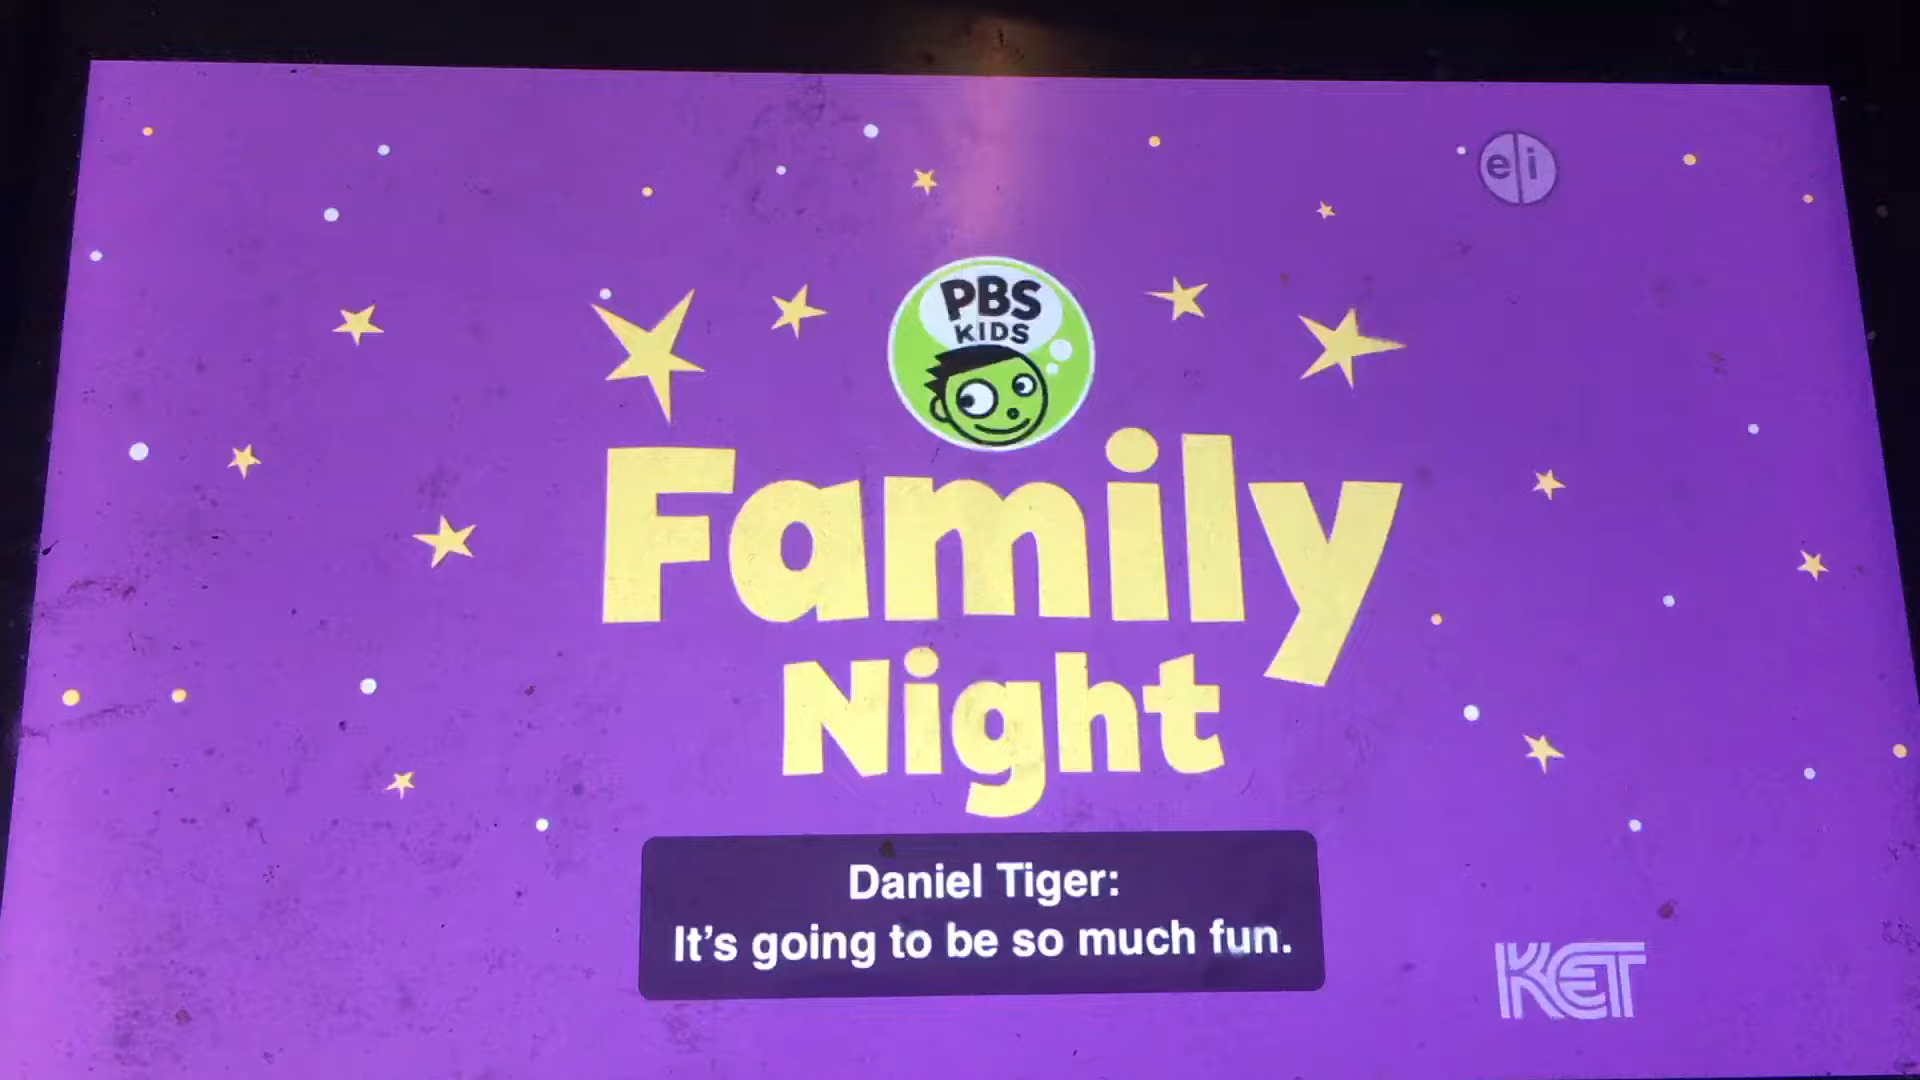 e|i
PBS
KIDS
Family
Night
Daniel Tiger:
It's going to be so much fun.
KET